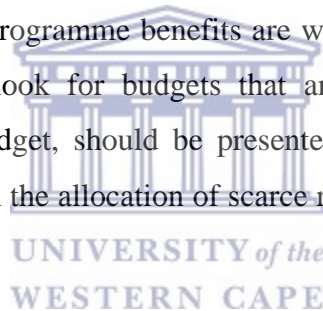 rogramme benefits are w
look for budgets that ar
dget, should be presente
the allocation of scarce r
UNIVERSITY of the
WESTERN CAPE